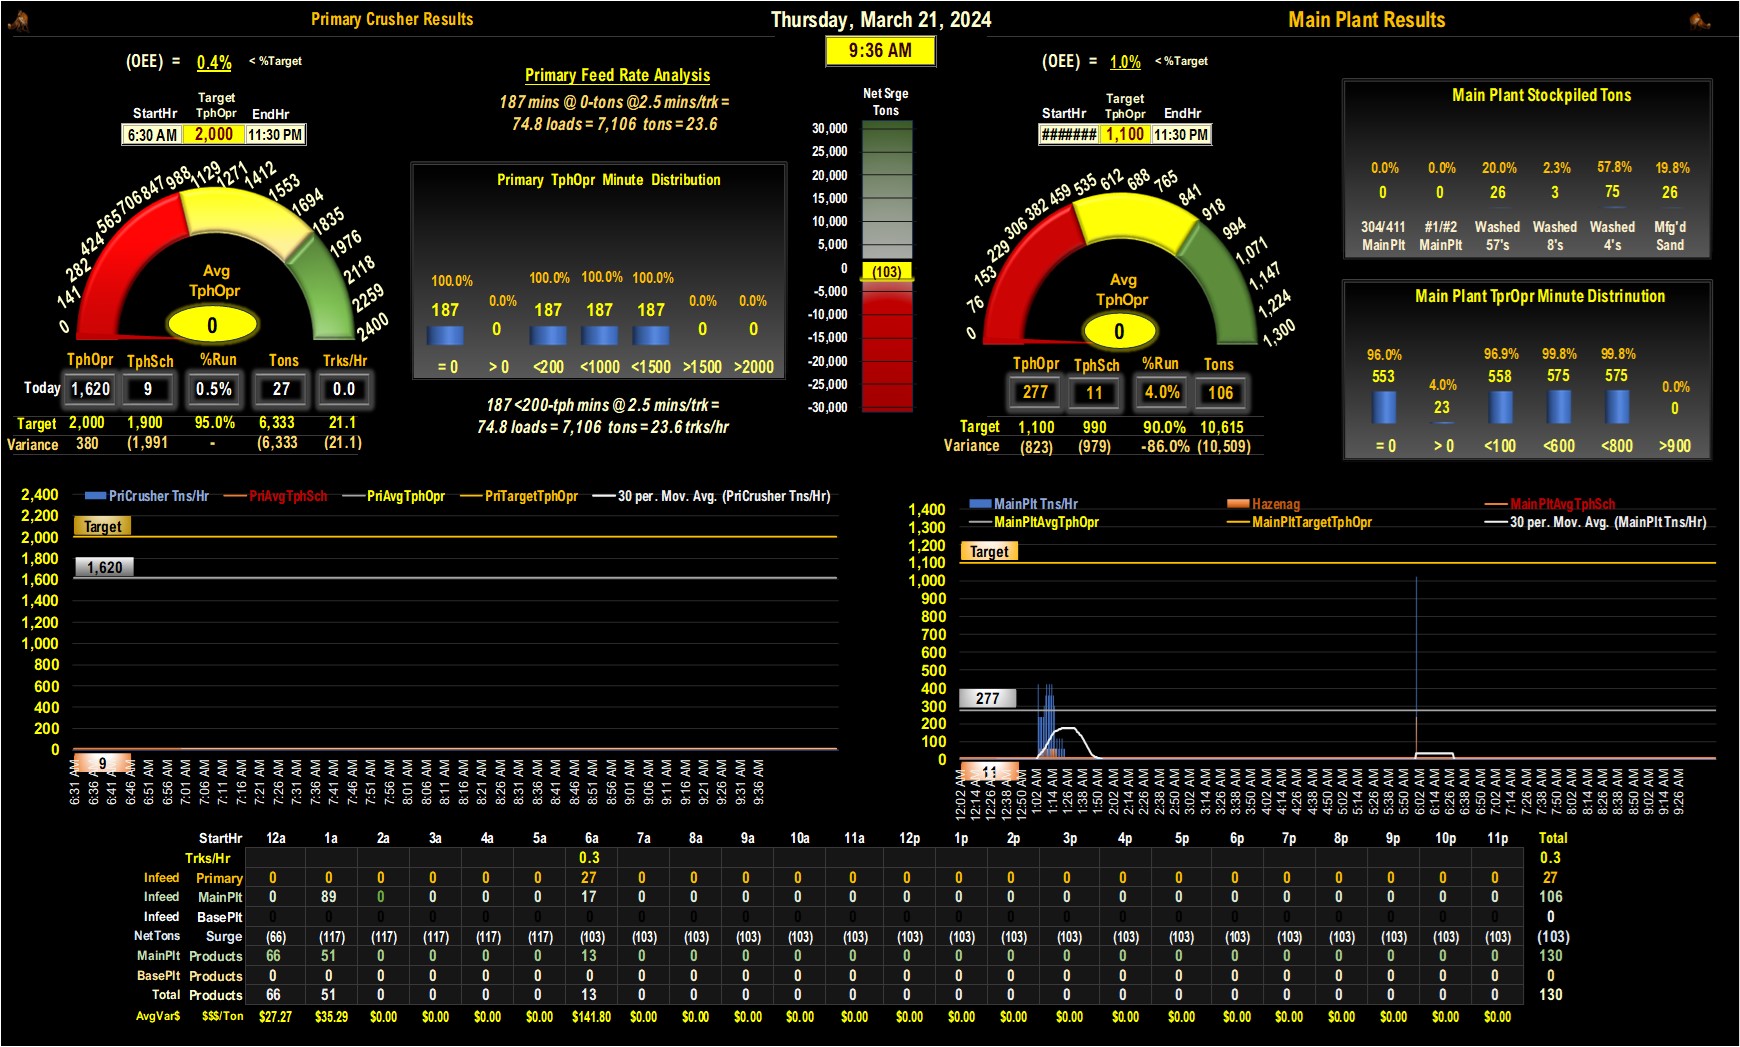 Primary Crusher Results
Thursday, March 21, 2024
Main Plant Results
9:36 AM
(OEE) = 0.4% < %Target
Target
StartHr TphOpr EndHr
6:30 AM 2,000 11:30 PM
0 141 282 424 565 706 847 988 1129 1271 1412 1553 1694 1835 1976 2118 2259 2400
Avg
TphOpr
0
TphOpr TphSch %Run Tons Trks/Hr
Today 1,620 9 0.5% 27 0.0
Target 2,000 1,900 95.0% 6,333 21.1
Variance 380 (1,991 - (6,333 (21.1)
Primary Feed Rate Analysis
187 mins @ 0-tons @2.5 mins/trk =
74.8 loads = 7,106 tons = 23.6
Primary TphOpr Minute Distribution
100.0% 0.0% 100.0% 100.0% 100.0% 0.0% 0.0%
187 0 187 187 187 0 0
= 0 > 0 <200 <1000 <1500 >1500 >2000
187 <200-tph mins @ 2.5 mins/trk =
74.8 loads = 7,106 tons = 23.6 trks/hr
Net Srge
Tons
30,000
25,000
20,000
15,000
10,000
5,000
0
(103)
-5,000
-10,000
-15,000
-20,000
-25,000
-30,000
(OEE) = 1.0% < %Target
Target
StartHr TphOpr EndHr
####### 1,100 11:30 PM
0 76 153 229 306 382 459 535 612 688 765 841 918 994 1,071 1,147 1,224 1,300
Avg
TphOpr
0
TphOpr TphSch %Run Tons
277 11 4.0% 106
Target 1,100 990 90.0% 10,615
Variance (823) (979) -86.0% (10,509)
Main Plant Stockpiled Tons
0.0% 0.0% 20.0% 2.3% 57.8% 19.8%
0 0 26 3 75 26
304/411 #1/#2 Washed Washed Washed Mfg'd
MainPlt MainPlt 57's 8's 4's Sand
Main Plant TprOpr Minute Distrinution
96.0% 4.0% 96.9% 99.8% 99.8% 0.0%
553 23 558 575 575 0
= 0 > 0 <100 <600 <800 >900
PriCrusher Tns/Hr PriAvgTphSch PriAvgTphOpr PriTargetTphOpr 30 per. Mov. Avg. (PriCrusher Tns/Hr)
2,400
2,200
Target
2,000
1,800
1,620
1,600
1,400
1,200
1,000
800
600
400
200
0
9
6:31 AM 6:36 AM 6:41 AM 6:46 AM 6:51 AM 6:56 AM 7:01 AM 7:06 AM 7:11 AM 7:16 AM 7:21 AM 7:26 AM 7:31 AM 7:36 AM 7:41 AM 7:46 AM 7:51 AM 7:56 AM 8:01 AM 8:06 AM 8:11 AM 8:16 AM 8:21 AM 8:26 AM 8:31 AM 8:36 AM 8:41 AM 8:46 AM 8:51 AM 8:56 AM 9:01 AM 9:06 AM 9:11 AM 9:16 AM 9:21 AM 9:26 AM 9:31 AM 9:36 AM
MainPlt Tns/Hr Hazenag MainPltAvgTphSch
MainPltAvgTphOpr MainPltTargetTphOpr 30 per. Mov. Avg. (MainPlt Tns/Hr)
1,400
1,300
1,200
Target
1,100
1,000
900
800
700
600
500
400
277
300
200
100
0
11
12:02 AM 12:14 AM 12:26 AM 12:38 AM 12:50 AM 1:02 AM 1:14 AM 1:26 AM 1:38 AM 1:50 AM 2:02 AM 2:14 AM 2:26 AM 2:38 AM 2:50 AM 3:02 AM 3:14 AM 3:26 AM 3:38 AM 3:50 AM 4:02 AM 4:14 AM 4:26 AM 4:38 AM 4:50 AM 5:02 AM 5:14 AM 5:26 AM 5:38 AM 5:50 AM 6:02 AM 6:14 AM 6:26 AM 6:38 AM 6:50 AM 7:02 AM 7:14 AM 7:26 AM 7:38 AM 7:50 AM 8:02 AM 8:14 AM 8:26 AM 8:38 AM 8:50 AM 9:02 AM 9:14 AM 9:26 AM
StartHr 12a 1a 2a 3a 4a 5a 6a 7a 8a 9a 10a 11a 12p 1p 2p 3p 4p 5p 6p 7p 8p 9p 10p 11p Total
Trks/Hr 0.3 0.3
Infeed Primary 0 0 0 0 0 0 27 0 0 0 0 0 0 0 0 0 0 0 0 0 0 0 0 0 27
Infeed MainPlt 0 89 0 0 0 0 17 0 0 0 0 0 0 0 0 0 0 0 0 0 0 0 0 0 106
Infeed BasePlt 0 0 0 0 0 0 0 0 0 0 0 0 0 0 0 0 0 0 0 0 0 0 0 0 0
NetTons Surge (66) (117) (117) (117) (117) (117) (103) (103) (103) (103) (103) (103) (103) (103) (103) (103) (103) (103) (103) (103) (103) (103) (103) (103) (103)
MainPlt Products 66 51 0 0 0 0 13 0 0 0 0 0 0 0 0 0 0 0 0 0 0 0 0 0 130
BasePlt Products 0 0 0 0 0 0 0 0 0 0 0 0 0 0 0 0 0 0 0 0 0 0 0 0 0
Total Products 66 51 0 0 0 0 13 0 0 0 0 0 0 0 0 0 0 0 0 0 0 0 0 0 130
AvgVar$ $$$/Ton $27.27 $35.29 $0.00 $0.00 $0.00 $0.00 $141.80 $0.00 $0.00 $0.00 $0.00 $0.00 $0.00 $0.00 $0.00 $0.00 $0.00 $0.00 $0.00 $0.00 $0.00 $0.00 $0.00 $0.00